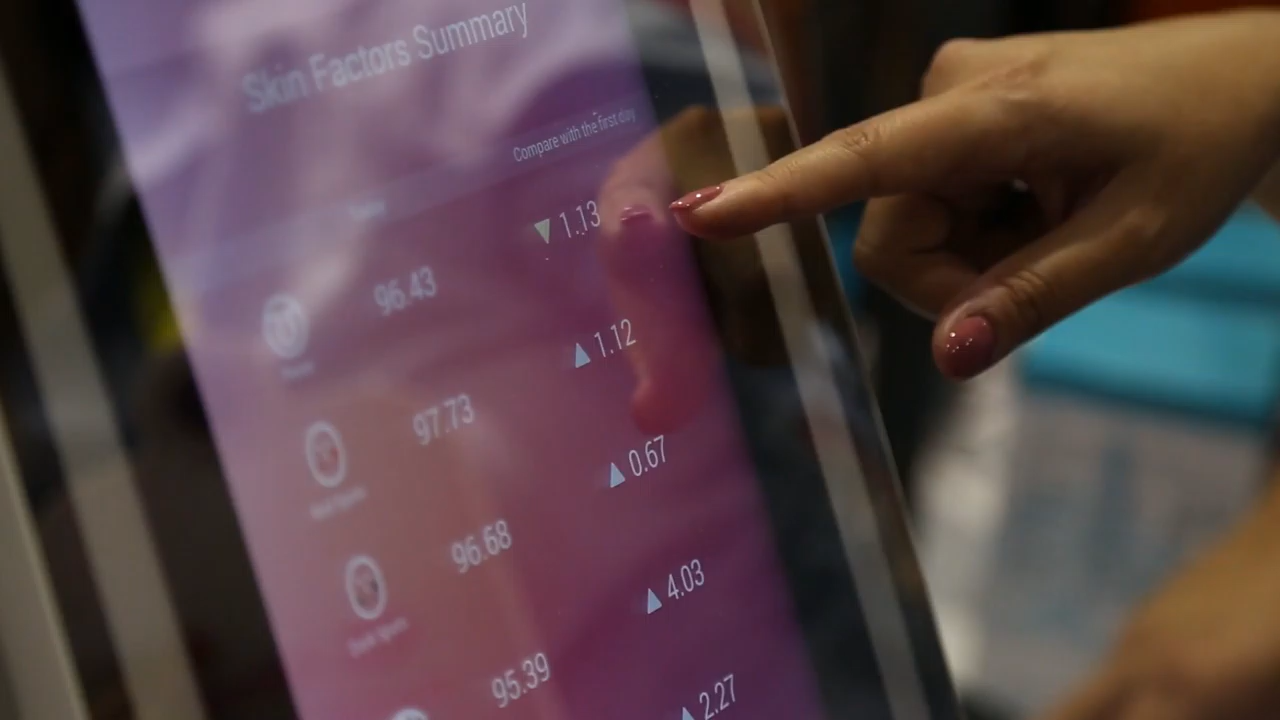 Skin Factors Summary
Compare with the first day
96.43 ▼ 1.13
97.73 ▲ 1.12
96.68 ▲ 0.67
95.39 ▲ 4.03
▲ 2.27